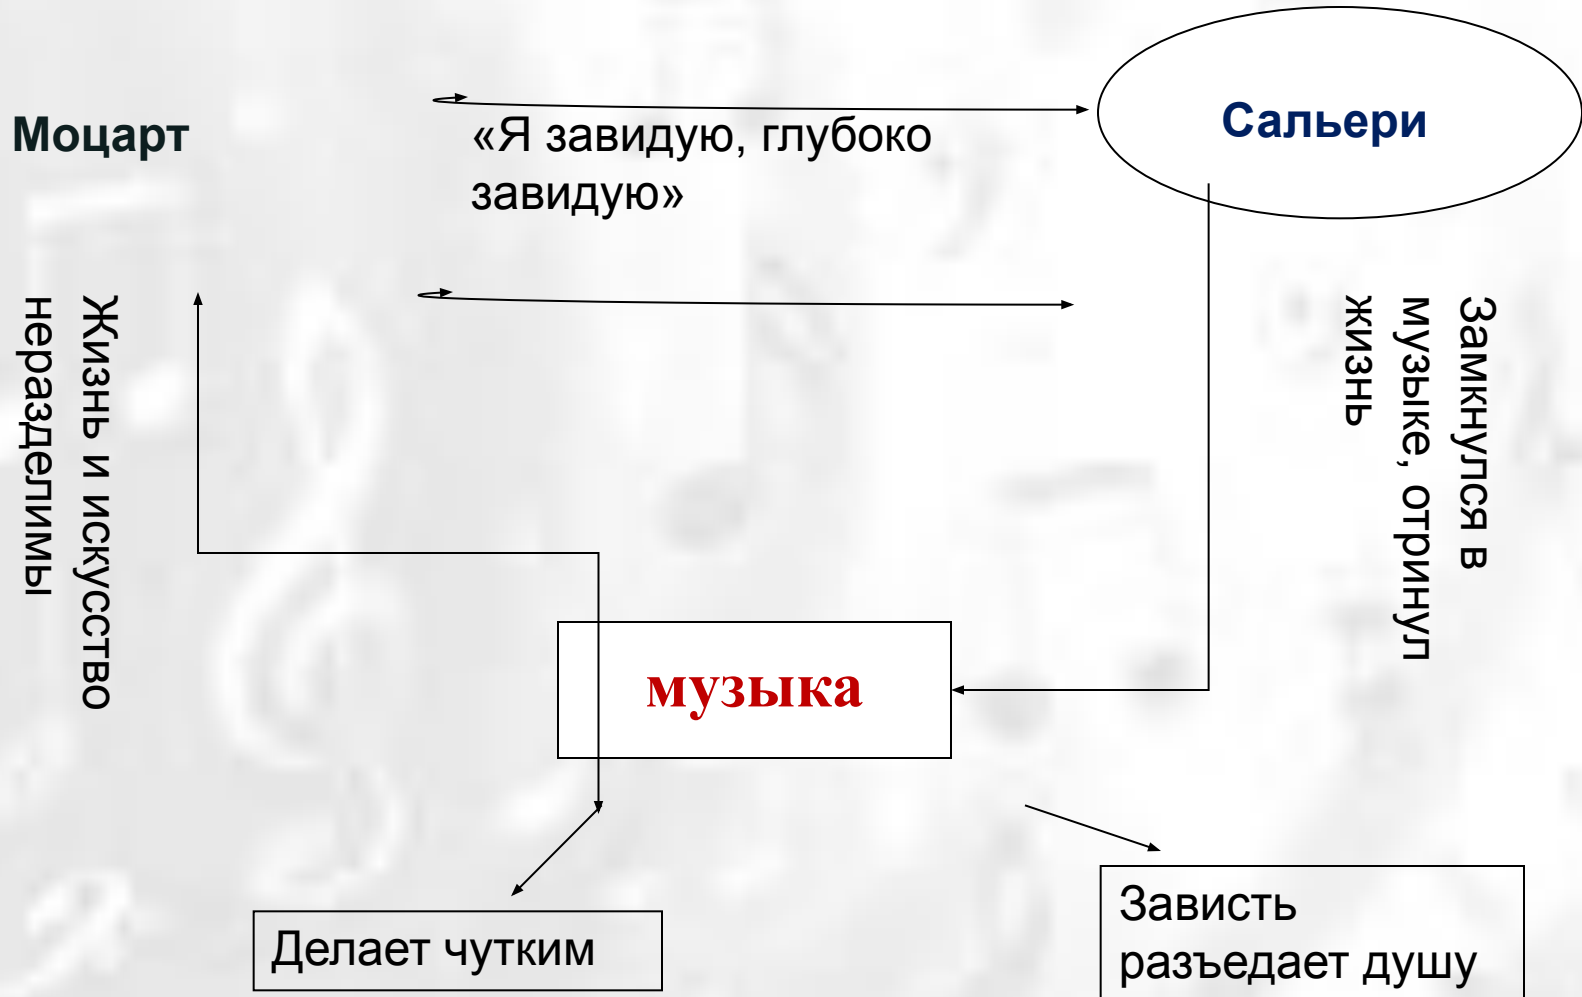 Моцарт
«Я завидую, глубоко
завидую»
Сальери
Жизнь и искусство
неразделимы
Замкнулся в
музыке, отринул
жизнь
музыка
Делает чутким
Зависть
разъедает душу